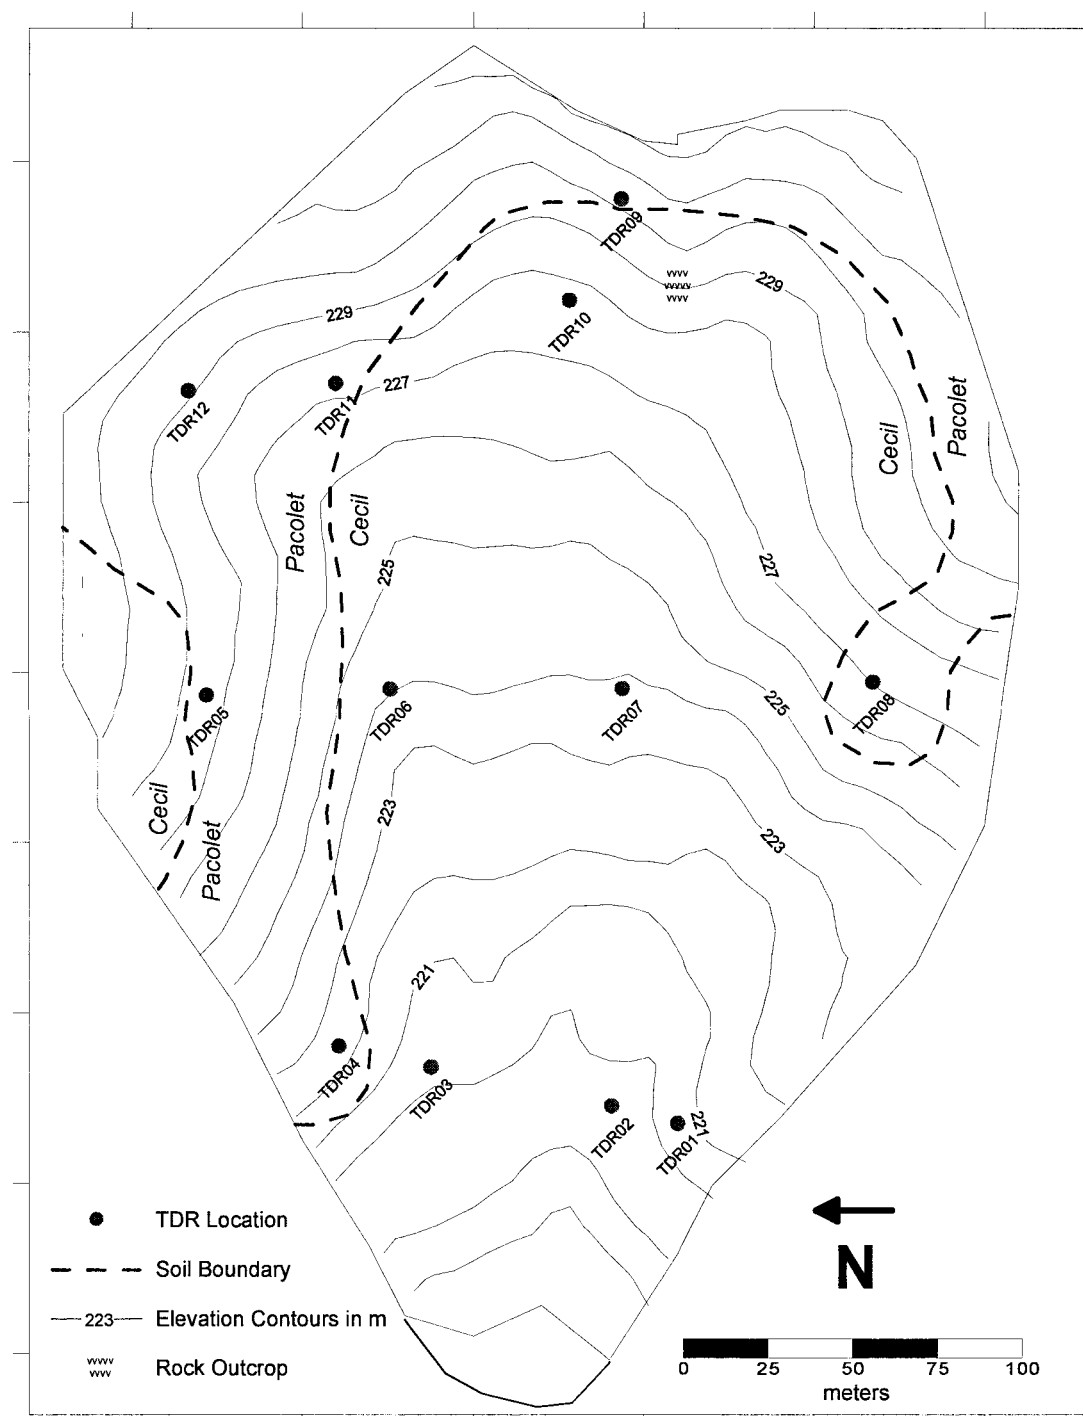 TDR09
229
229
TDR10
227
TDR11
TDR12
Pacolet
Cecil
Pacolet
Cecil
225
227
TDR08
225
TDR07
TDR06
TDR05
Cecil
Pacolet
223
223
221
TDR04
TDR03
TDR02
221
TDR01
TDR Location
Soil Boundary
223 Elevation Contours in m
Rock Outcrop
N
0 25 50 75 100
meters